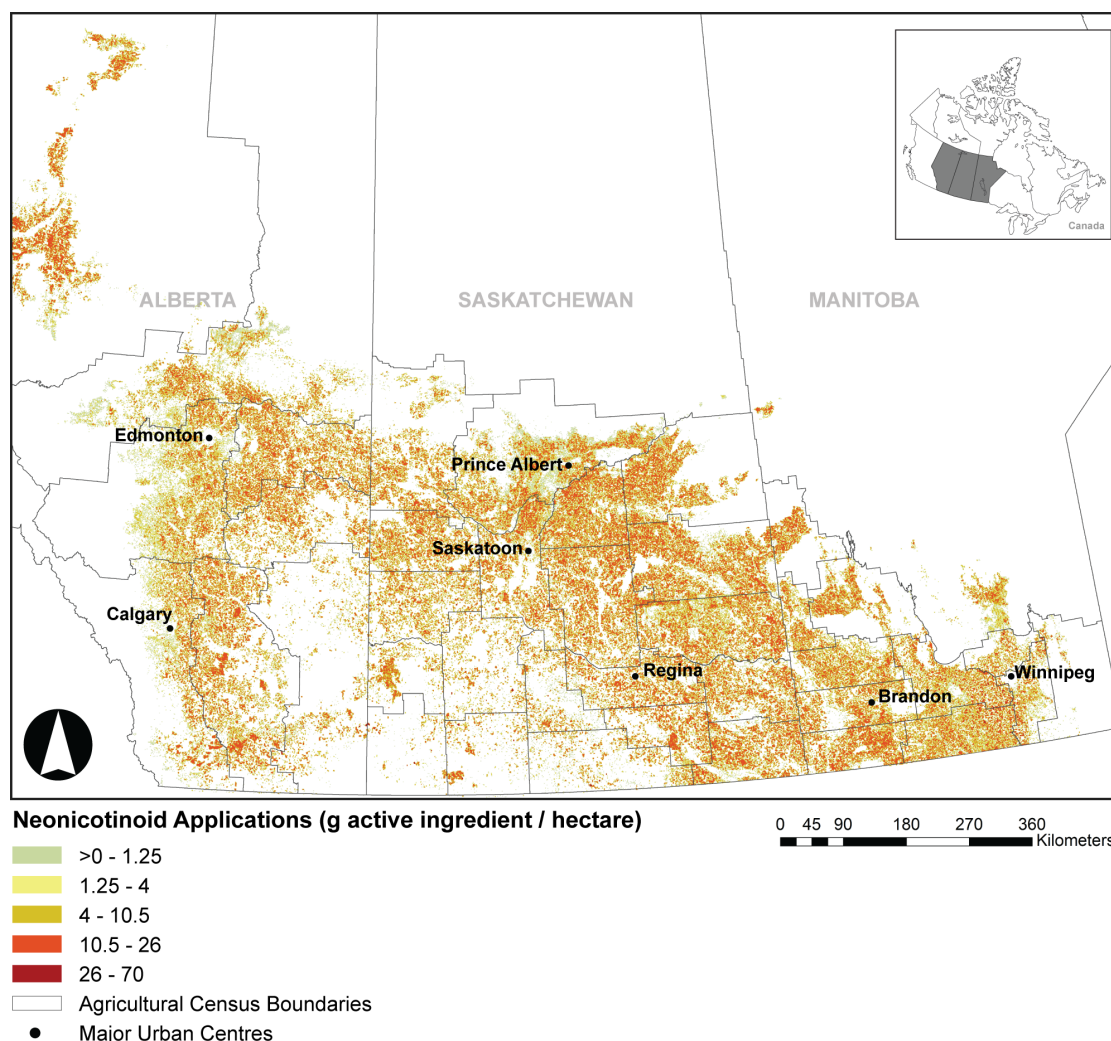 Canada
ALBERTA
SASKATCHEWAN
MANITOBA
Edmonton
Prince Albert
Saskatoon
Calgary
Regina
Winnipeg
Brandon
Neonicotinoid Applications (g active ingredient / hectare)
0 45 90 180 270 360
Kilometers
>0 - 1.25
1.25 - 4
4 - 10.5
10.5 - 26
26 - 70
Agricultural Census Boundaries
Major Urban Centres